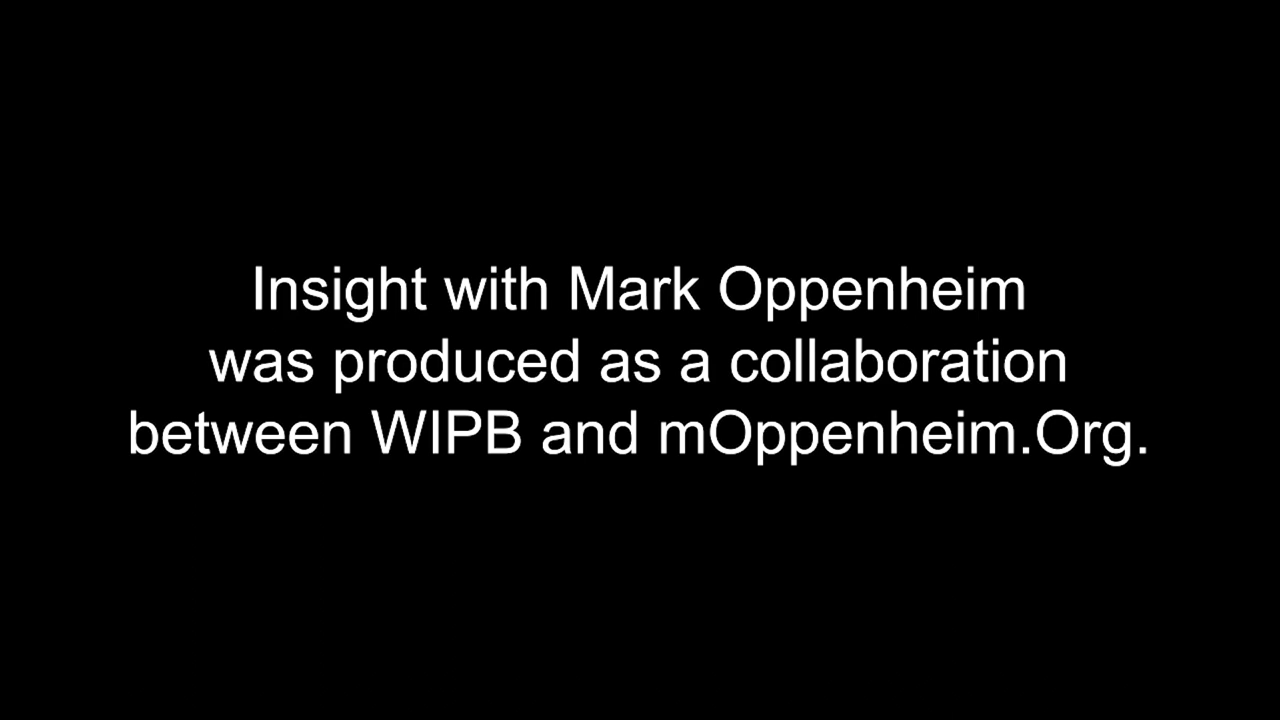 Insight with Mark Oppenheim
was produced as a collaboration
between WIPB and mOppenheim.Org.